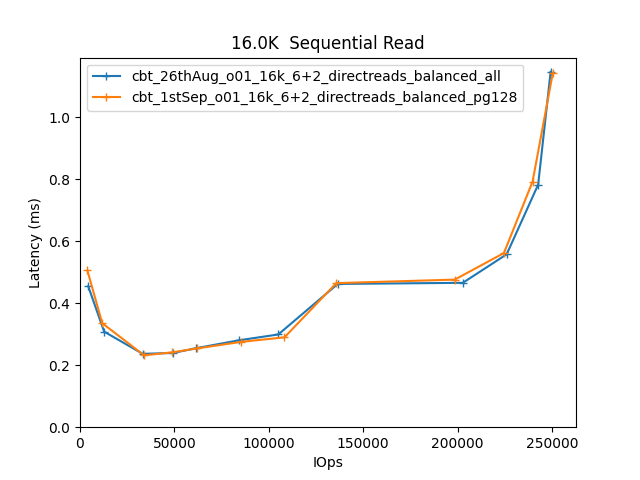 16.0K  Sequential Read
cbt_26thAug_o01_16k_6+2_directreads_balanced_all
cbt_1stSep_o01_16k_6+2_directreads_balanced_pg128
Latency (ms)
1.0
0.8
0.6
0.4
0.2
0.0
0 50000 100000 150000 200000 250000
IOps